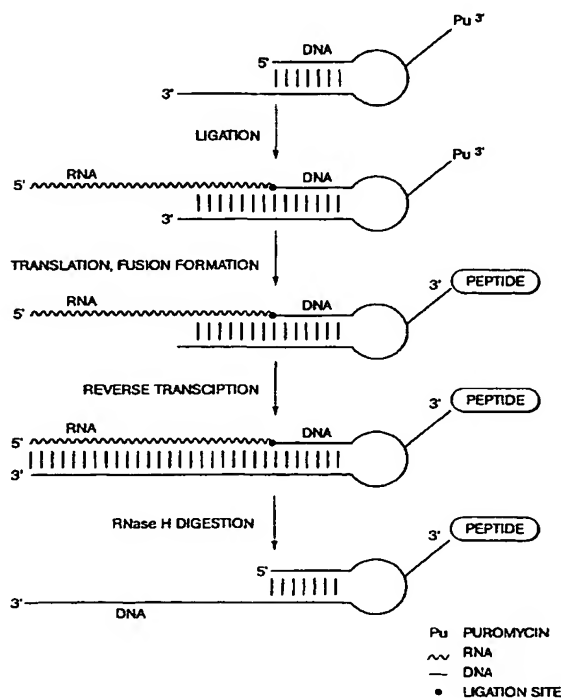 Pu 3'
DNA
5'
3'
LIGATION
Pu 3'
RNA
DNA
5'
3'
TRANSLATION, FUSION FORMATION
3' PEPTIDE
RNA
DNA
5'
REVERSE TRANSCIPTION
3' PEPTIDE
RNA
DNA
5'
3'
RNase H DIGESTION
3' PEPTIDE
5'
3'
DNA
Pu PUROMYCIN
RNA
DNA
LIGATION SITE